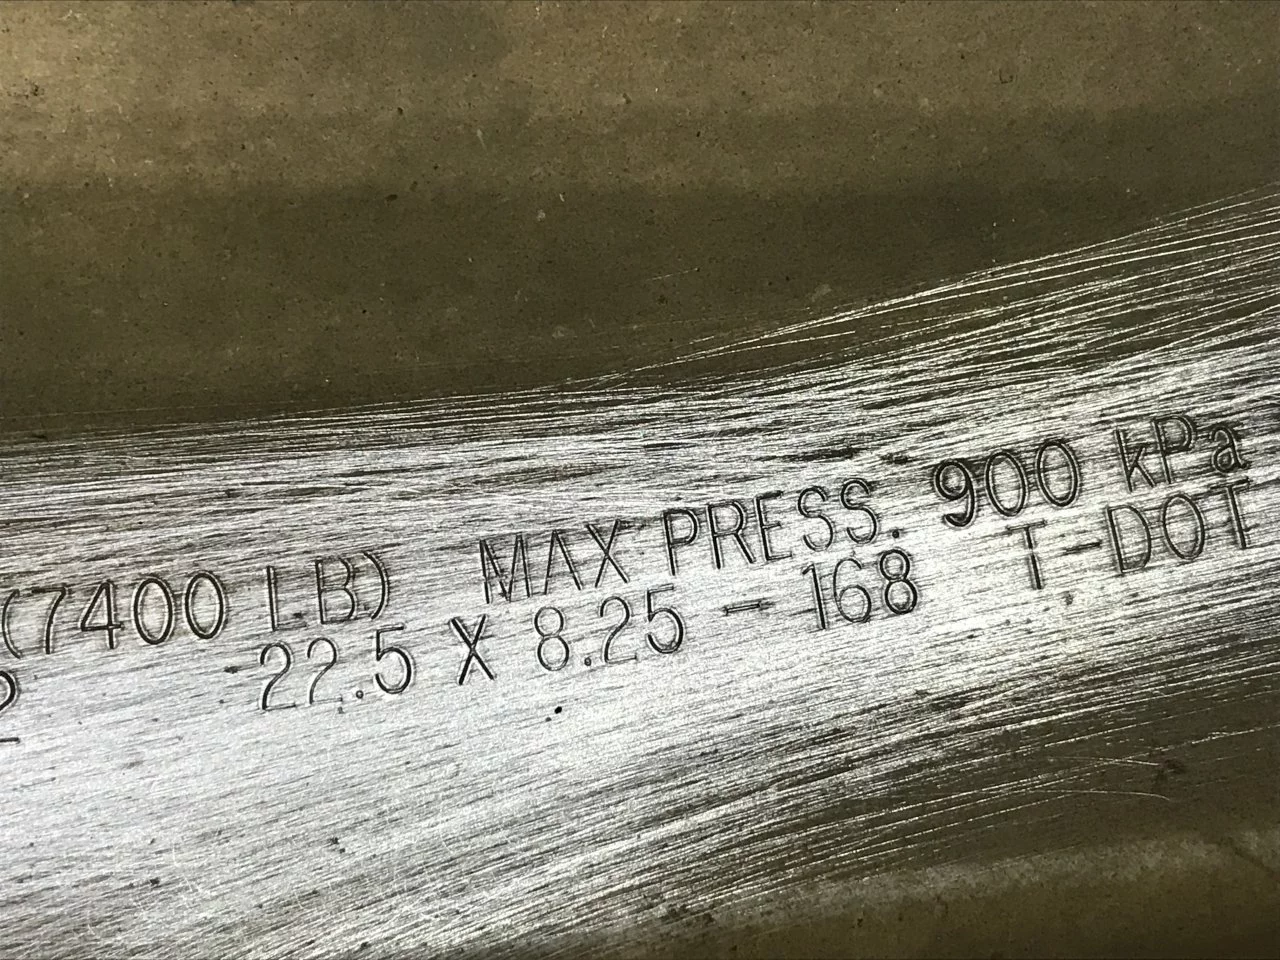 (7400 LB) MAX PRESS. 900 kPa
22.5 X 8.25 - 168 T-DOT